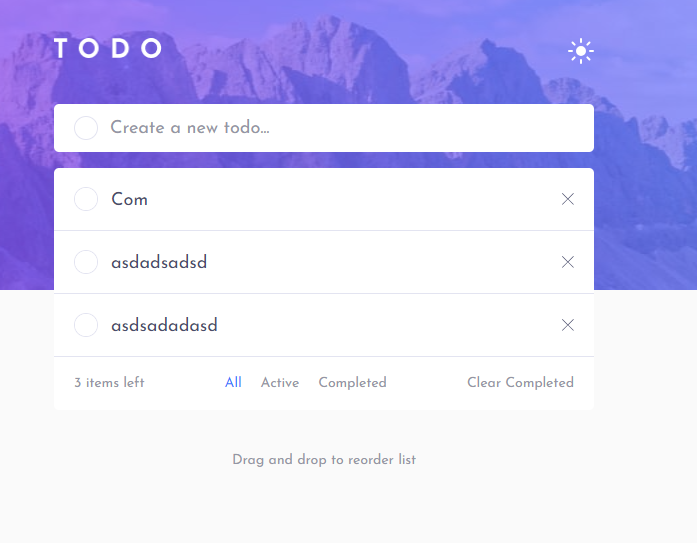 TODO
Create a new todo...
Com
asdadsadsd
asdsadadasd
3 items left All Active Completed Clear Completed
Drag and drop to reorder list